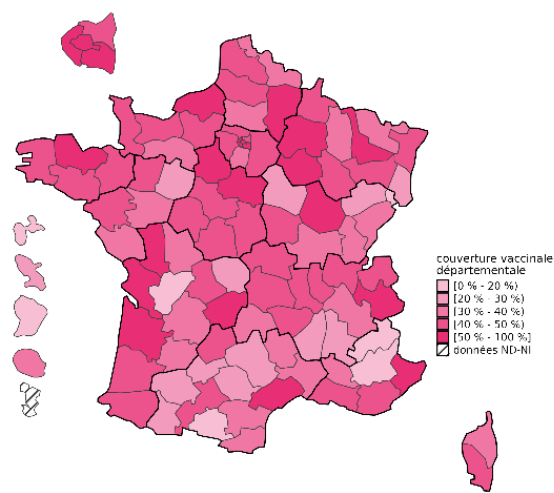 couverture vaccinale
départementale
[0 % - 20 %)
[20 % - 30 %)
[30 % - 40 %)
[40 % - 50 %)
[50 % - 100 %]
données ND-NI